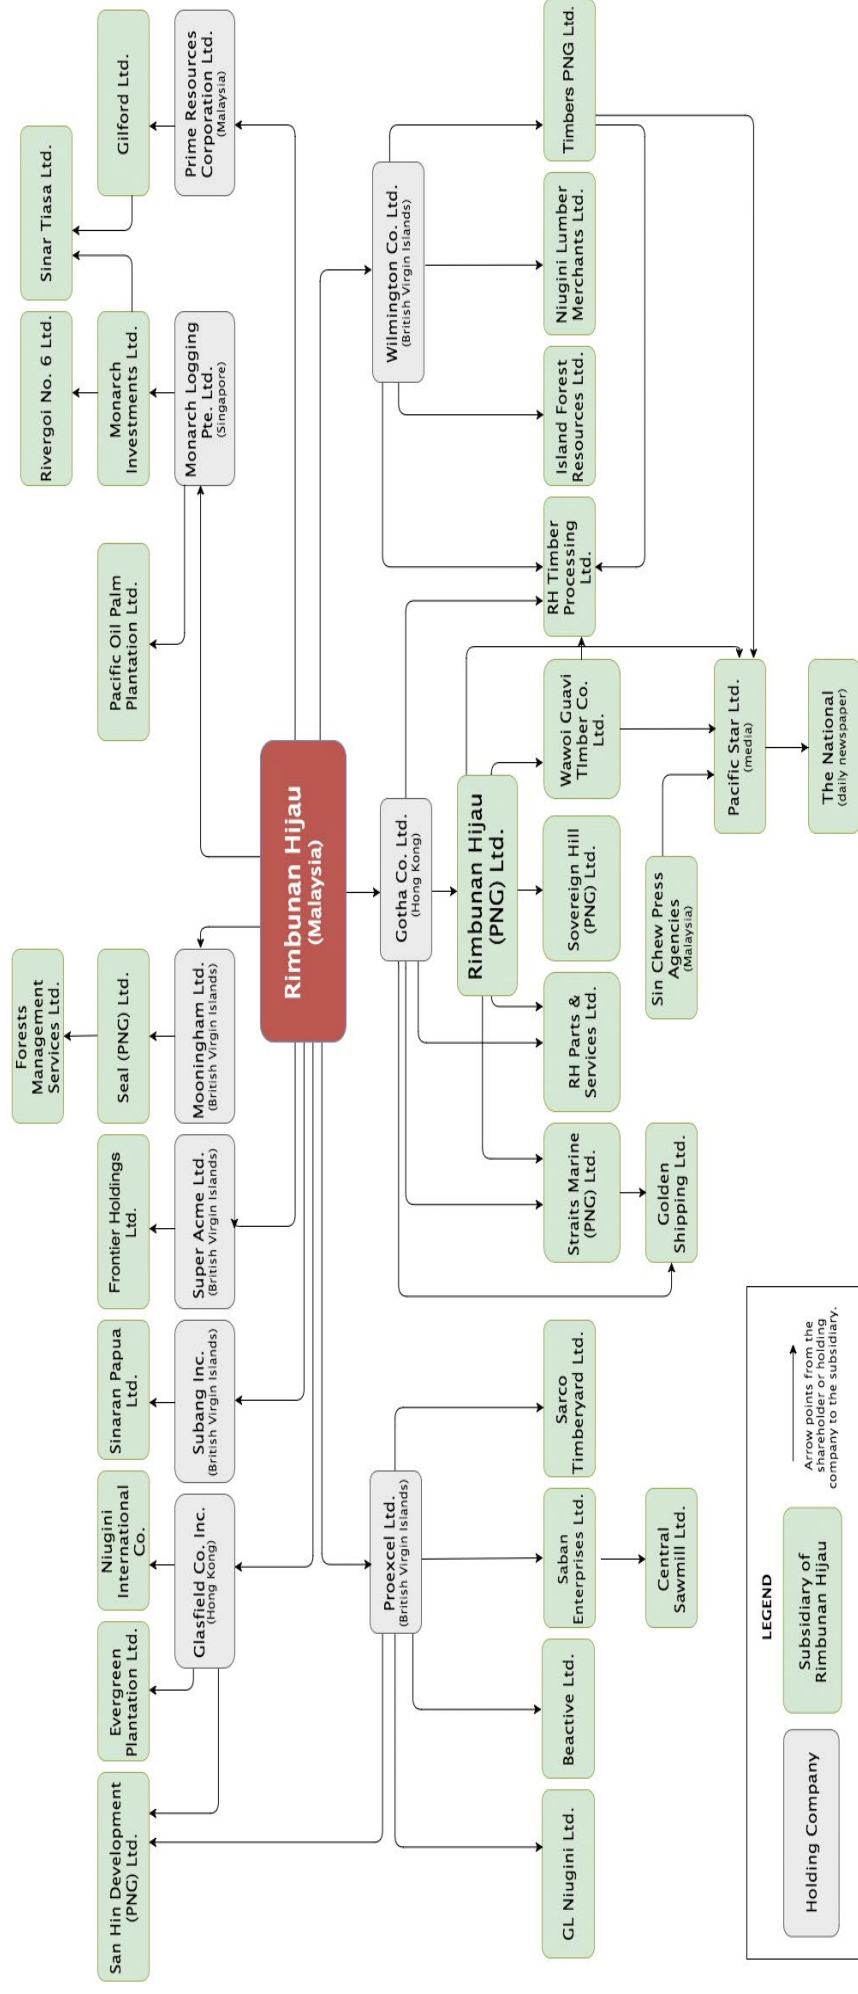 Forests
Management
Services Ltd.
Rivergoi No. 6 Ltd.
Sinar Tiasa Ltd.
San Hin Development
(PNG) Ltd.
Evergreen
Plantation Ltd.
Niugini
International
Co.
Sinaran Papua
Ltd.
Frontier Holdings
Ltd.
Seal (PNG) Ltd.
Pacific Oil Palm
Plantation Ltd.
Monarch
Investments Ltd.
Gilford Ltd.
Glasfield Co, Inc.
(Hong Kong)
Subang Inc.
(British Virgin Islands)
Super Acme Ltd.
(British Virgin Islands)
Mooningham Ltd.
(British Virgin Islands)
Monarch Logging
Pte. Ltd.
(Singapore)
Prime Resources
Corporation Ltd.
(Malaysia)
Rimbunan Hijau
(Malaysia)
Proexcel Ltd.
(British Virgin Islands)
Gotha Co. Ltd.
(Hong Kong)
Wilmington Co. Ltd.
(British Virgin Islands)
Rimbunan Hijau
(PNG) Ltd.
GL Niugini Ltd.
Beactive Ltd.
Saban
Enterprises Ltd.
Sarco
Timberyard Ltd.
Straits Marine
(PNG) Ltd.
RH Parts &
Services Ltd.
Sovereign Hill
(PNG) Ltd.
Wawoi Guavi
TImber Co.
Ltd.
RH Timber
Processing
Ltd.
Island Forest
Resources Ltd.
Niugini Lumber
Merchants Ltd.
Timbers PNG Ltd.
Central
Sawmill Ltd.
Golden
Shipping Ltd.
Sin Chew Press
Agencies
(Malaysia)
Pacific Star Ltd.
(media)
The National
(daily newspaper)
LEGEND
Holding Company
Subsidiary of
Rimbunan Hijau
Arrow points from the
shareholder or holding
company to the subsidiary.